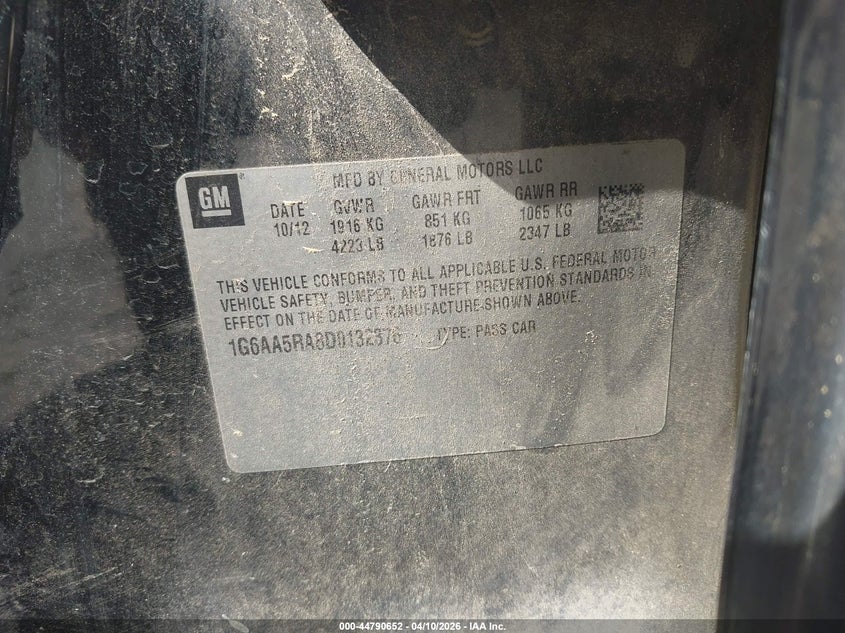 GM
MFD BY GENERAL MOTORS LLC
DATE GVWR GAWR FRT GAWR RR
10/12 1916 KG 851 KG 1065 KG
4223 LB 1876 LB 2347 LB
THIS VEHICLE CONFORMS TO ALL APPLICABLE U.S. FEDERAL MOTOR
VEHICLE SAFETY, BUMPER, AND THEFT PREVENTION STANDARDS IN
EFFECT ON THE DATE OF MANUFACTURE SHOWN ABOVE.
1G6AA5RA8D0132376 TYPE: PASS CAR
000-44790652 - 04/10/2026 - IAA Inc.